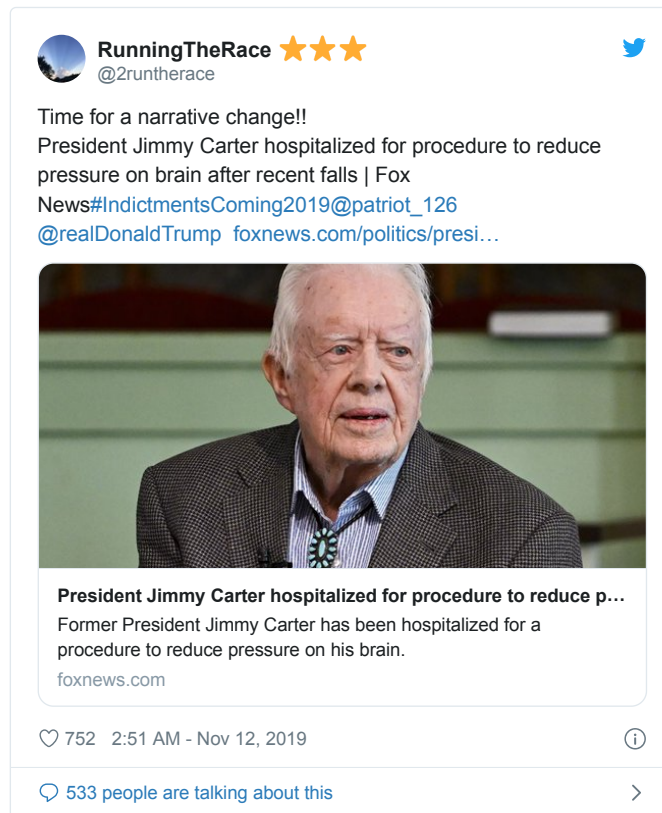 RunningTheRace ⭐⭐⭐
@2runtherace
Time for a narrative change!!
President Jimmy Carter hospitalized for procedure to reduce
pressure on brain after recent falls | Fox
News#IndictmentsComing2019@patriot_126
@realDonaldTrump foxnews.com/politics/presi…
President Jimmy Carter hospitalized for procedure to reduce p…
Former President Jimmy Carter has been hospitalized for a
procedure to reduce pressure on his brain.
foxnews.com
752 2:51 AM - Nov 12, 2019
533 people are talking about this